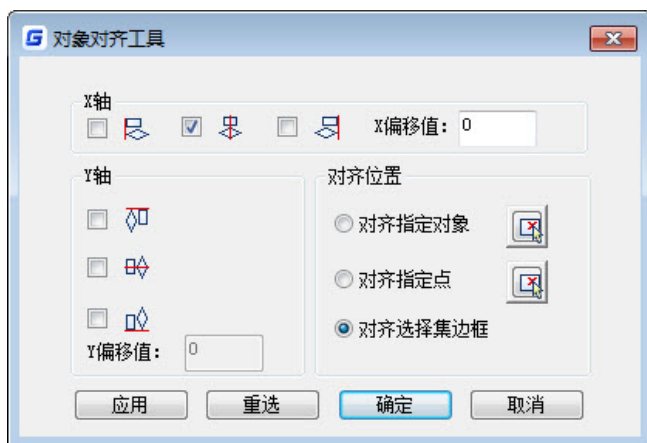 G 对象对齐工具
X轴
X偏移值: 0
Y轴
Y偏移值: 0
对齐位置
对齐指定对象
对齐指定点
对齐选择集边框
应用 重选 确定 取消